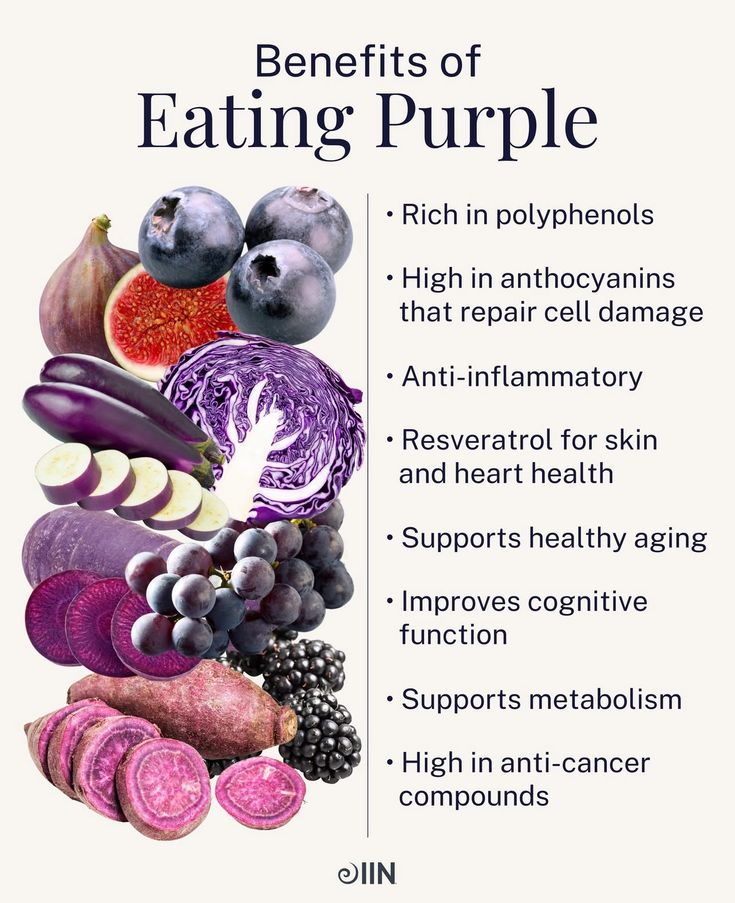 Benefits of
Eating Purple
• Rich in polyphenols
• High in anthocyanins
that repair cell damage
• Anti-inflammatory
• Resveratrol for skin
and heart health
• Supports healthy aging
• Improves cognitive
function
• Supports metabolism
• High in anti-cancer
compounds
IIN